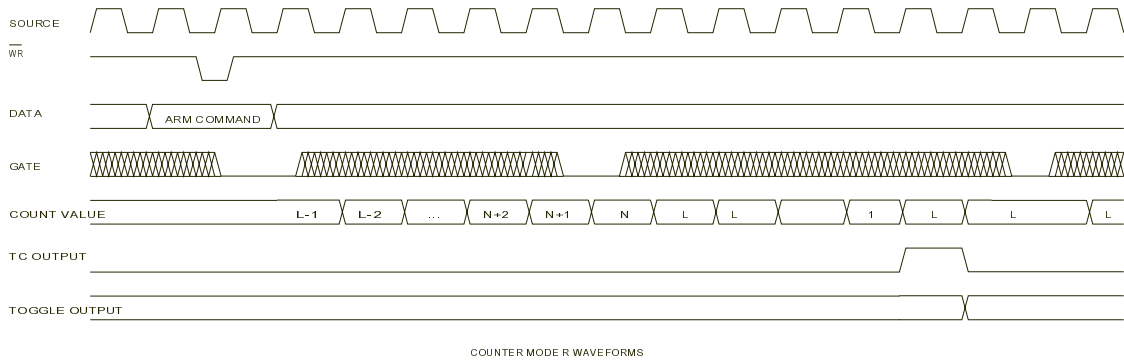 SOURCE
WR
DATA
ARM COMMAND
GATE
COUNT VALUE L-1 L-2 ... N+2 N+1 N L L 1 L L L
TC OUTPUT
TOGGLE OUTPUT
COUNTER MODE R WAVEFORMS